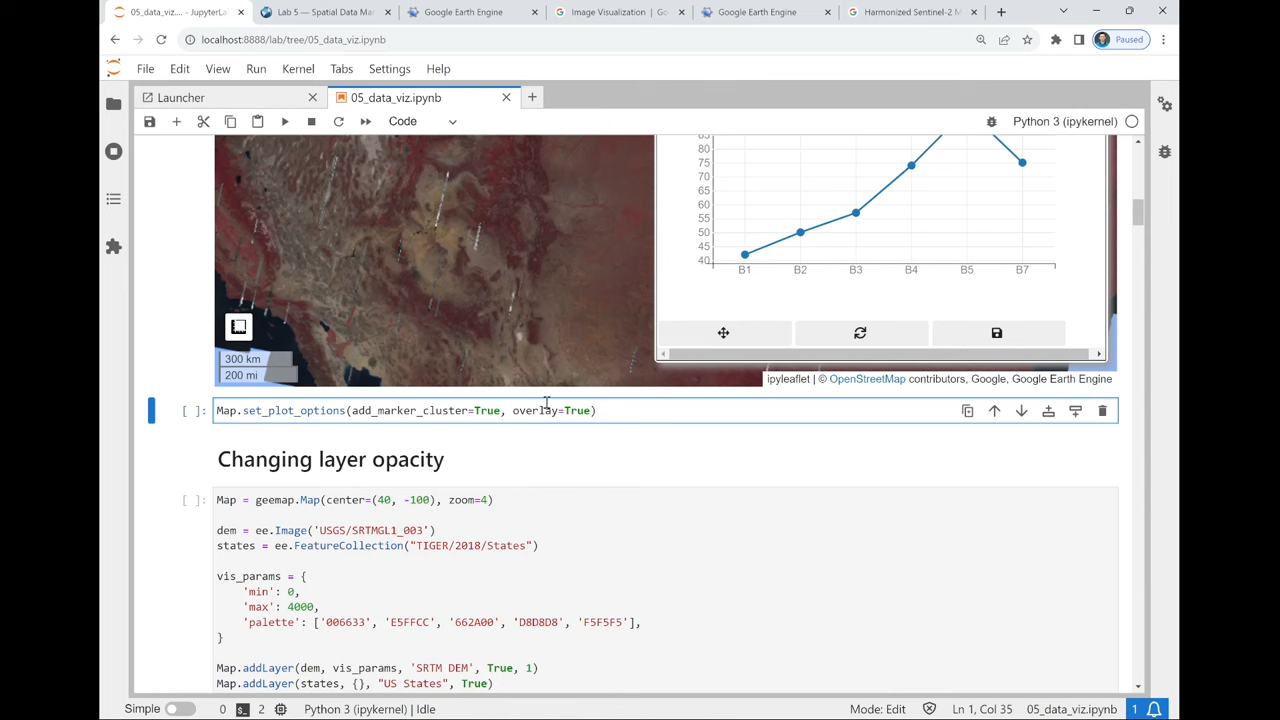 05_data_viz.... - JupyterLab
Lab 5 — Spatial Data Ma
Google Earth Engine
Image Visualization | Go
Google Earth Engine
Harmonized Sentinel-2 M
localhost:8888/lab/tree/05_data_viz.ipynb
Paused
File Edit View Run Kernel Tabs Settings Help
Launcher
05_data_viz.ipynb
Code
Python 3 (ipykernel)
85
80
75
70
65
60
55
50
45
40
B1 B2 B3 B4 B5 B7
300 km
200 mi
ipyleaflet | © OpenStreetMap contributors, Google, Google Earth Engine
[ ]: Map.set_plot_options(add_marker_cluster=True, overlay=True)
Changing layer opacity
[ ]: Map = geemap.Map(center=(40, -100), zoom=4)
dem = ee.Image('USGS/SRTMGL1_003')
states = ee.FeatureCollection("TIGER/2018/States")
vis_params = {
'min': 0,
'max': 4000,
'palette': ['006633', 'E5FFCC', '662A00', 'D8D8D8', 'F5F5F5'],
}
Map.addLayer(dem, vis_params, 'SRTM DEM', True, 1)
Map.addLayer(states, {}, "US States", True)
Simple 0 2 Python 3 (ipykernel) | Idle Mode: Edit Ln 1, Col 35 05_data_viz.ipynb 1